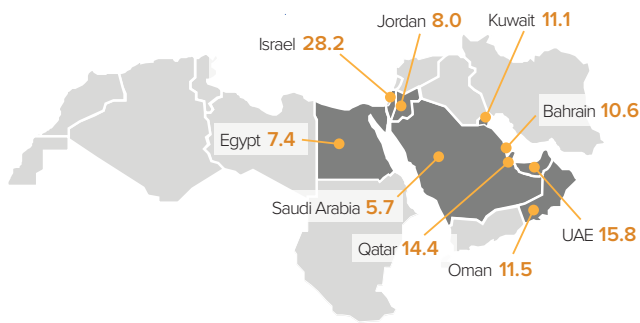 Jordan 8.0
Kuwait 11.1
Israel 28.2
Bahrain 10.6
Egypt 7.4
Saudi Arabia 5.7
Qatar 14.4
UAE 15.8
Oman 11.5